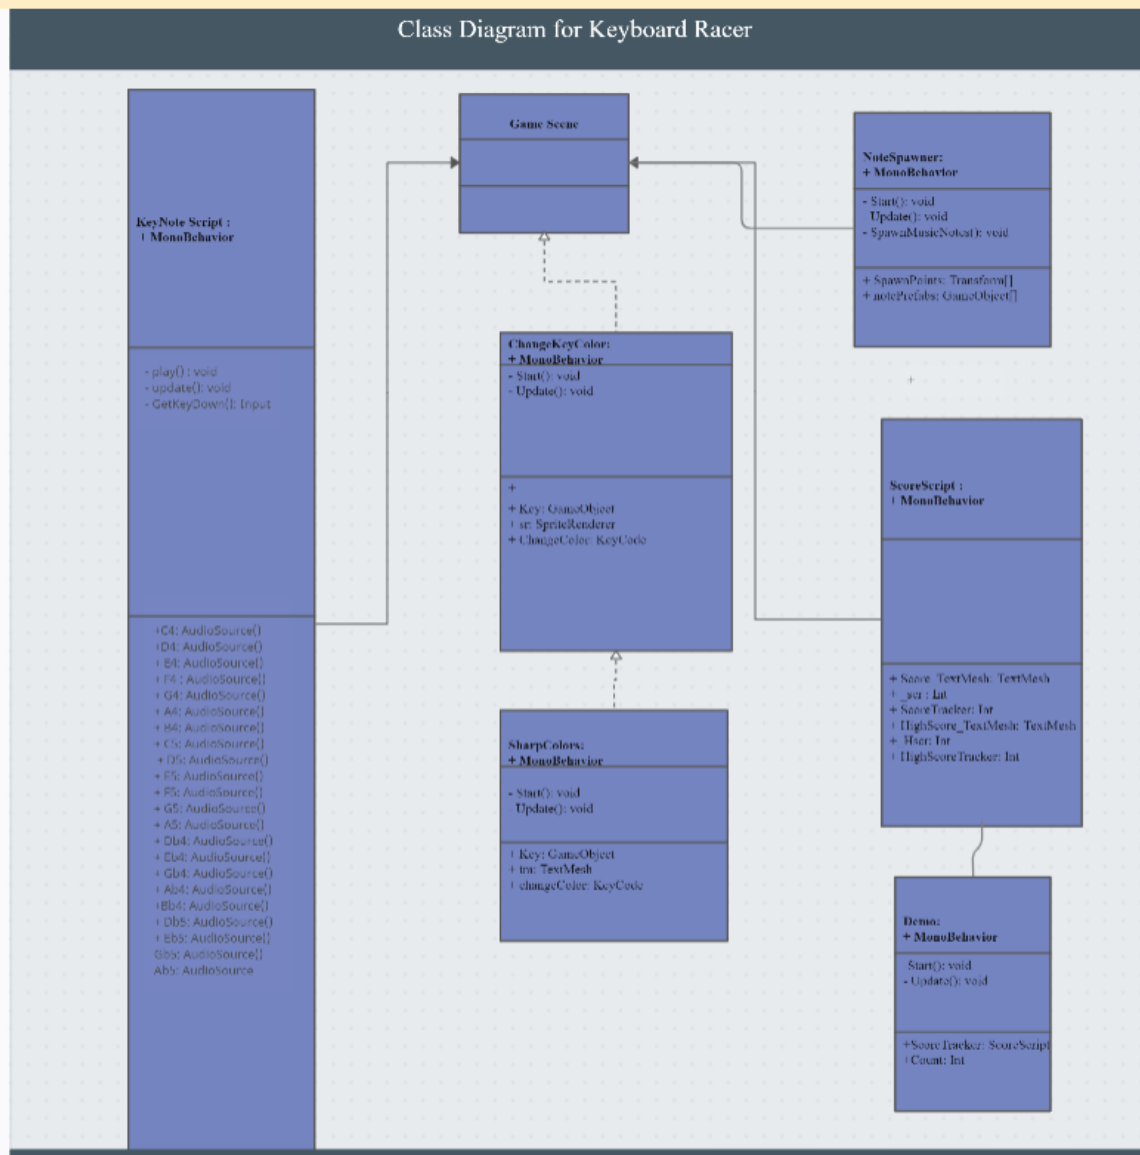 Class Diagram for Keyboard Racer
KeyNote Script :
+ MonoBehavior
- play() : void
- update(): void
- GetKeyDown(): Input
+C4: AudioSource()
+D4: AudioSource()
+ E4: AudioSource()
+ F4 : AudioSource()
+ G4: AudioSource()
+ A4: AudioSource()
+ B4: AudioSource()
+ C5: AudioSource()
+ D5: AudioSource()
+ E5: AudioSource()
+ F5: AudioSource()
+ G5: AudioSource()
+ A5: AudioSource()
+ Db4: AudioSource()
+ Eb4: AudioSource()
+ Gb4: AudioSource()
+ Ab4: AudioSource()
+Bb4: AudioSource()
+ Db5: AudioSource()
+ Eb5: AudioSource()
Gb5: AudioSource()
Ab5: AudioSource
Game Scene
ChangeKeyColor:
+ MonoBehavior
- Start(): void
- Update(): void
+
+ Key: GameObject
+ sr: SpriteRenderer
+ ChangeColor: KeyCode
SharpColors:
+ MonoBehavior
- Start(): void
- Update(): void
+ Key: GameObject
+ tm: TextMesh
+ changeColor: KeyCode
NoteSpawner:
+ MonoBehavior
- Start(): void
Update(): void
- SpawnMusicNotes(): void
+ SpawnPoints: Transform[]
+ notePrefabs: GameObject[]
ScoreScript :
+ MonoBehavior
+ Score_TextMesh: TextMesh
+ _scr : Int
+ ScoreTracker: Int
+ HighScore_TextMesh: TextMesh
+ _Hscr: Int
+ HighScoreTracker: Int
Demo:
+ MonoBehavior
Start(): void
- Update(): void
+ScoreTracker: ScoreScript
+Count: Int